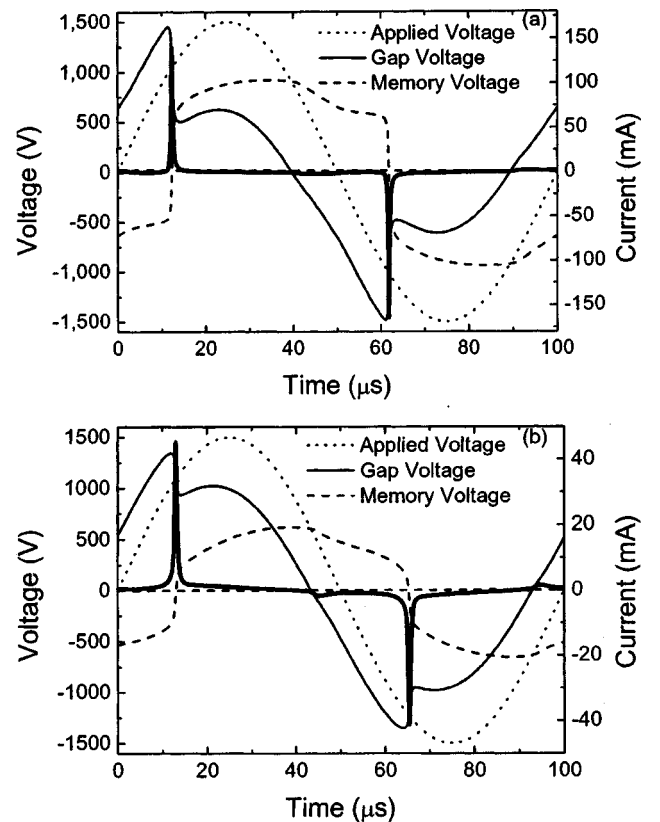 (a)
Applied Voltage
Gap Voltage
Memory Voltage
1,500
1,000
500
0
-500
-1,000
-1,500
Voltage (V)
150
100
50
0
-50
-100
-150
Current (mA)
0 20 40 60 80 100
Time (μs)
(b)
Applied Voltage
Gap Voltage
Memory Voltage
1500
1000
500
0
-500
-1000
-1500
Voltage (V)
40
20
0
-20
-40
Current (mA)
0 20 40 60 80 100
Time (μs)